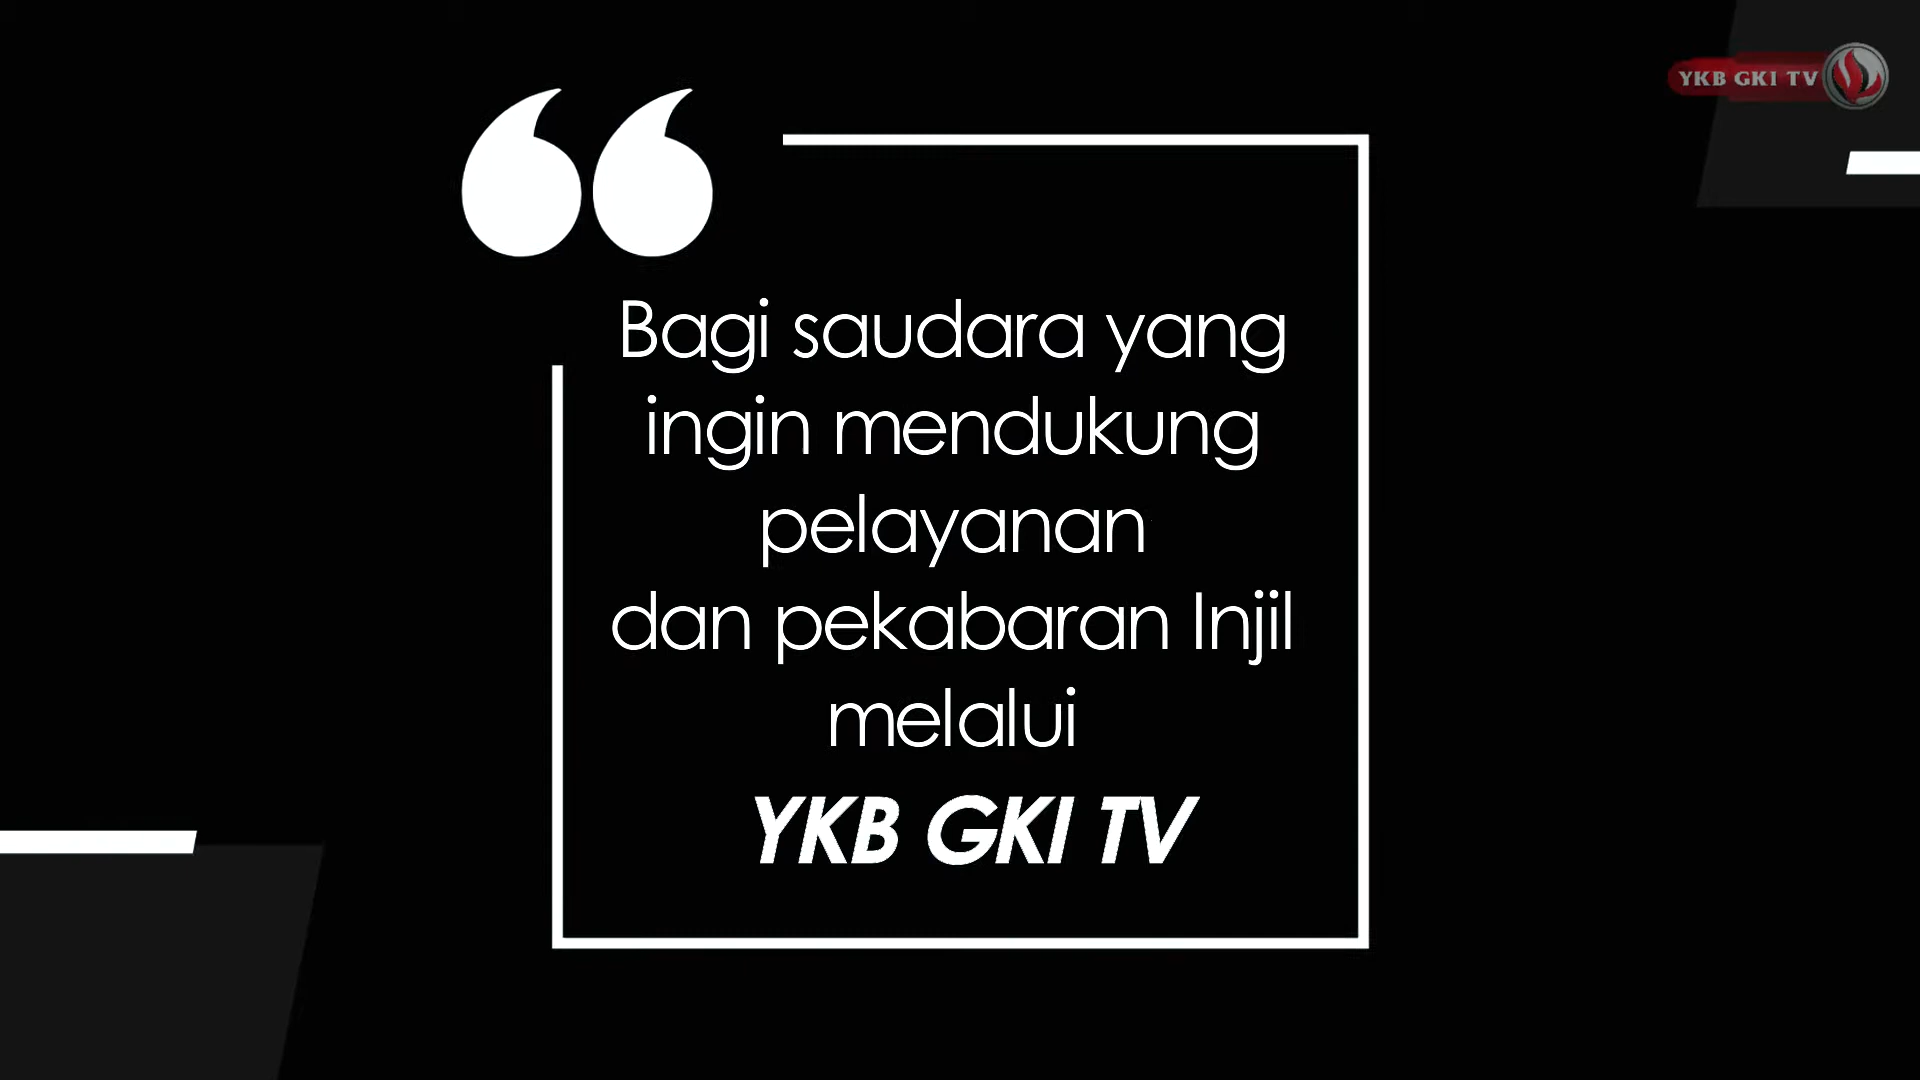 YKB GKI TV
Bagi saudara yang
ingin mendukung
pelayanan
dan pekabaran Injil
melalui
YKB GKI TV